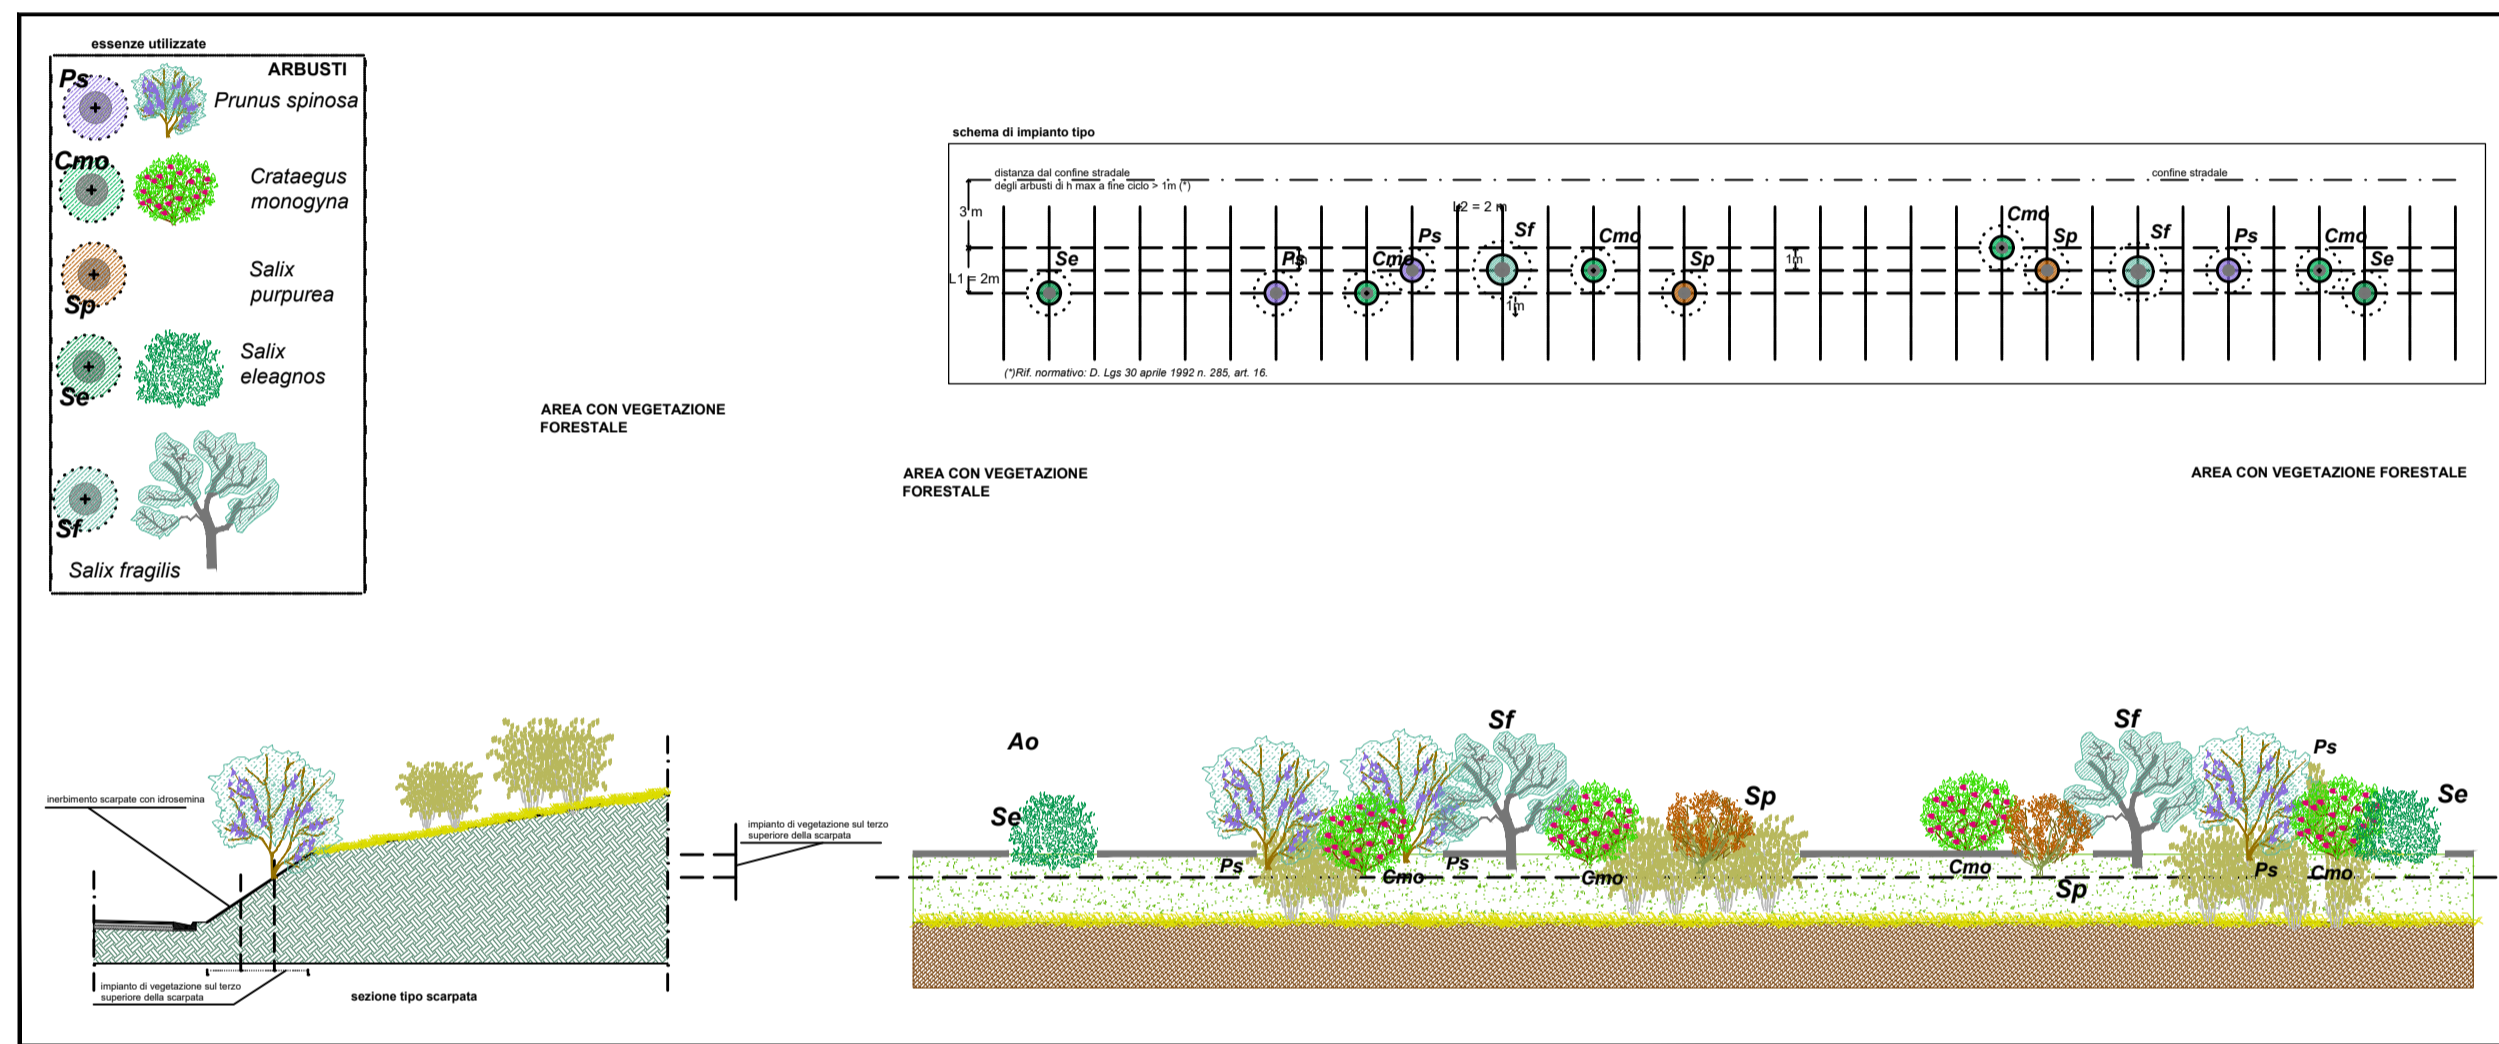 essenze utilizzate
ARBUSTI
Ps
Prunus spinosa
Cmo
Crataegus
monogyna
Salix
purpurea
Sp
Salix
eleagnos
Se
Sf
Salix fragilis
schema di impianto tipo
distanza dal confine stradale
degli arbusti di h max a fine ciclo > 1m (*)
confine stradale
3 m
L2 = 2 m
L1 = 2m
Se
Ps
1m
Cmo
Ps
Sf
1m
Cmo
Sp
1m
Cmo
Sp
Sf
Ps
Cmo
Se
(*)Rif. normativo: D. Lgs 30 aprile 1992 n. 285, art. 16.
AREA CON VEGETAZIONE
FORESTALE
AREA CON VEGETAZIONE
FORESTALE
AREA CON VEGETAZIONE FORESTALE
inerbimento scarpate con idrosemina
impianto di vegetazione sul terzo
superiore della scarpata
sezione tipo scarpata
impianto di vegetazione sul terzo
superiore della scarpata
Ao
Se
Ps
Cmo
Ps
Sf
Cmo
Sp
Cmo
Sp
Sf
Ps
Ps
Cmo
Se